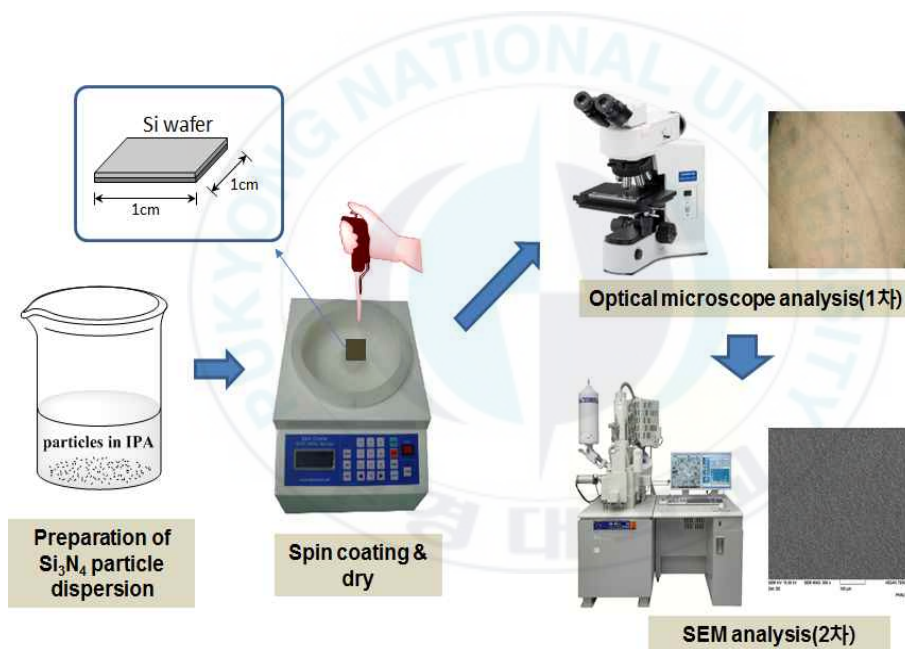 Si wafer
1cm
1cm
particles in IPA
Preparation of
Si₃N₄ particle
dispersion
Spin coating &
dry
Optical microscope analysis(1차)
SEM analysis(2차)
PUKYONG NATIONAL UNIVERSITY